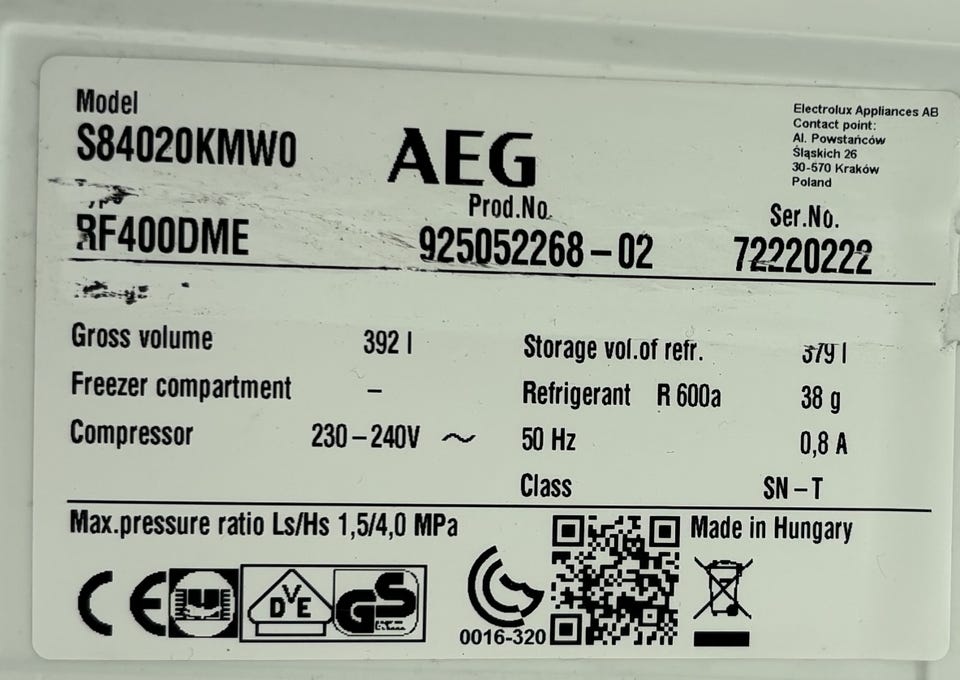 Model
S84020KMW0
AEG
Electrolux Appliances AB
Contact point:
Al. Powstańców
Śląskich 26
30-570 Kraków
Poland
Type
RF400DME
Prod.No.
925052268-02
Ser.No.
72220222
Gross volume 392 l
Storage vol.of refr. 379 l
Freezer compartment –
Refrigerant R 600a 38 g
Compressor 230-240V ~
50 Hz 0,8 A
Class SN-T
Max.pressure ratio Ls/Hs 1,5/4,0 MPa
Made in Hungary
CE
VDE
GS
0016-320